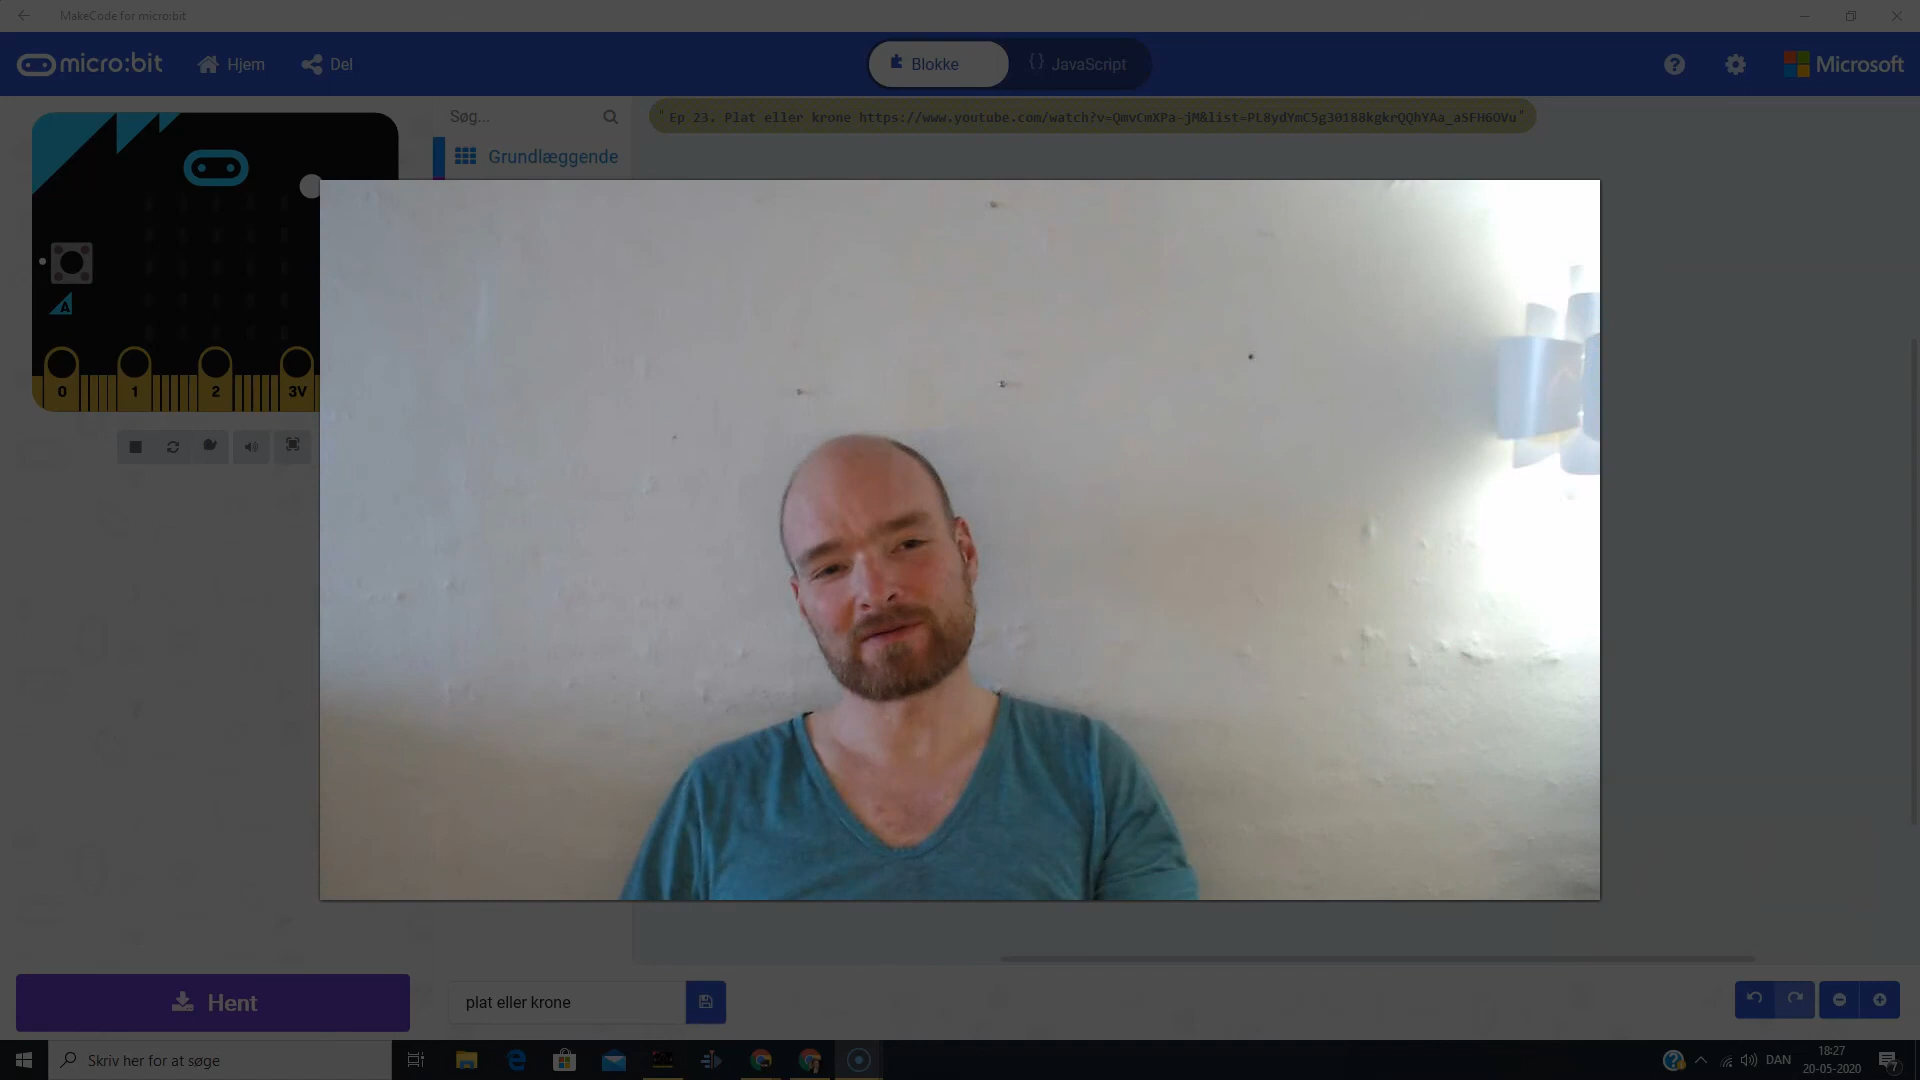 MakeCode for micro:bit
micro:bit
Hjem
Del
Blokke
{} JavaScript
Microsoft
Søg...
" Ep 23. Plat eller krone https://www.youtube.com/watch?v=QmvCmXPa-jM&list=PL8ydYmC5g30188kgkrQQhYAa_aSFH6OVu"
Grundlæggende
A
0 1 2 3V
Hent
plat eller krone
Skriv her for at søge
DAN
18:27
20-05-2020
7